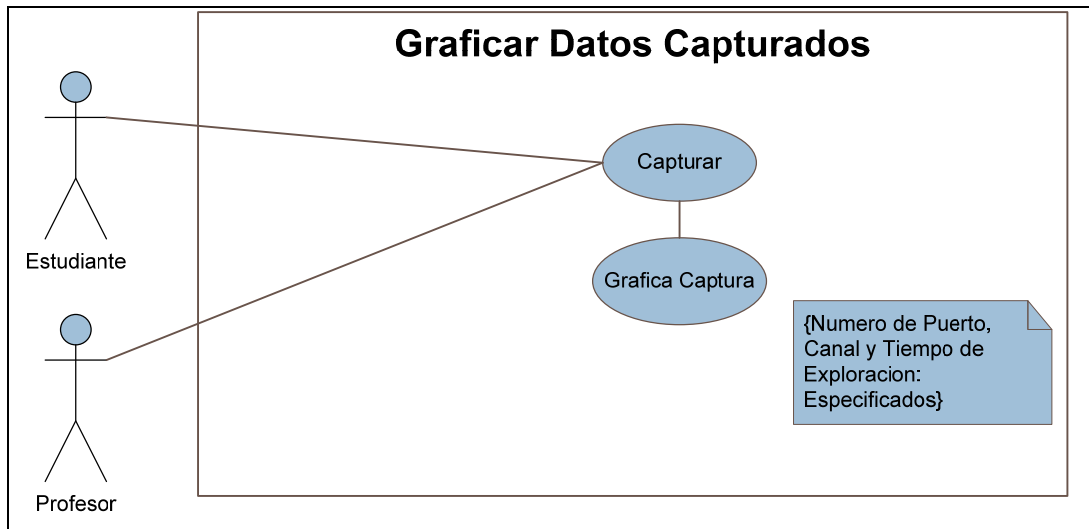 Graficar Datos Capturados
Capturar
Estudiante
Grafica Captura
{Numero de Puerto,
Canal y Tiempo de
Exploracion:
Especificados}
Profesor